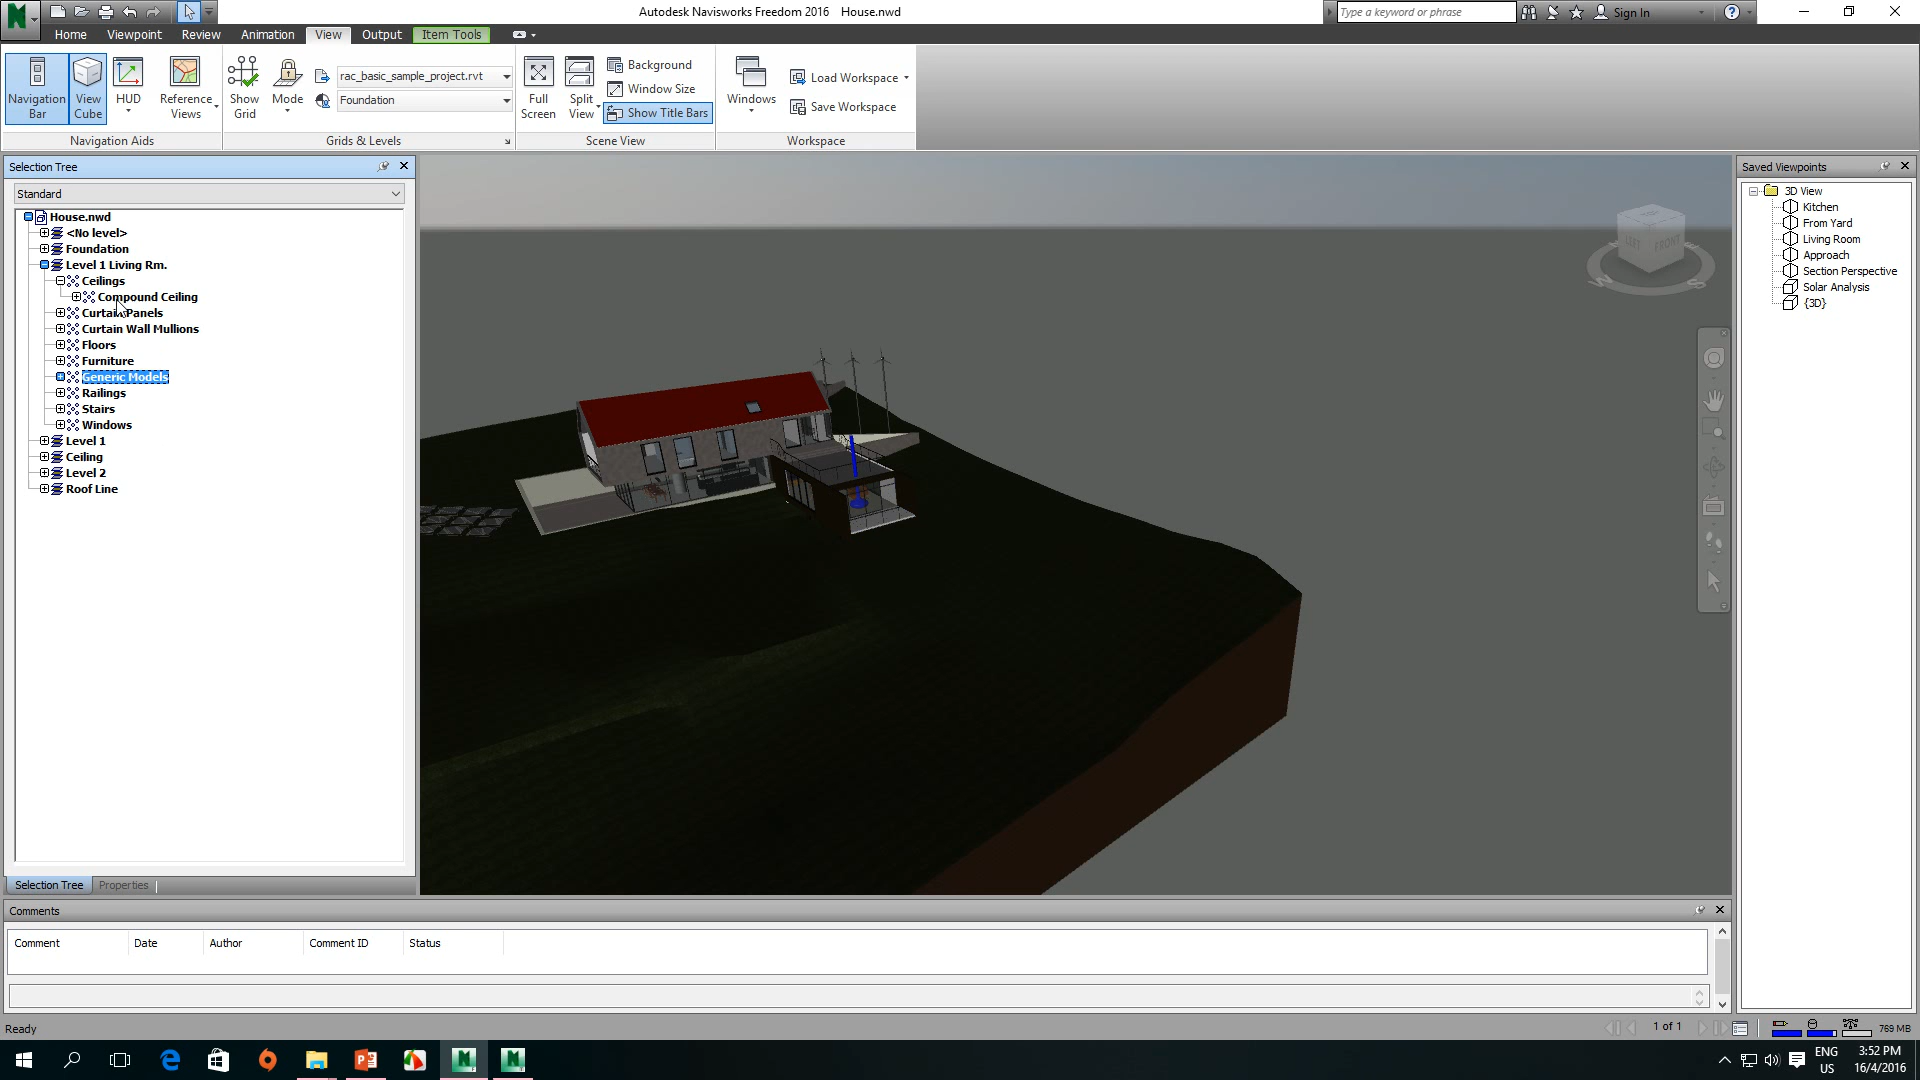 Autodesk Navisworks Freedom 2016 House.nwd
Type a keyword or phrase
Sign In
Home Viewpoint Review Animation View Output Item Tools
Navigation Bar
View Cube
HUD
Reference Views
Navigation Aids
Show Grid
Mode
rac_basic_sample_project.rvt
Foundation
Grids & Levels
Full Screen
Split View
Background
Window Size
Show Title Bars
Scene View
Windows
Load Workspace
Save Workspace
Workspace
Selection Tree
Standard
House.nwd
<No level>
Foundation
Level 1 Living Rm.
Ceilings
Compound Ceiling
Curtain Panels
Curtain Wall Mullions
Floors
Furniture
Generic Models
Railings
Stairs
Windows
Level 1
Ceiling
Level 2
Roof Line
Selection Tree Properties
LEFT FRONT
W S
Saved Viewpoints
3D View
Kitchen
From Yard
Living Room
Approach
Section Perspective
Solar Analysis
{3D}
Comments
Comment Date Author Comment ID Status
Ready
1 of 1
769 MB
ENG
US
3:52 PM
16/4/2016